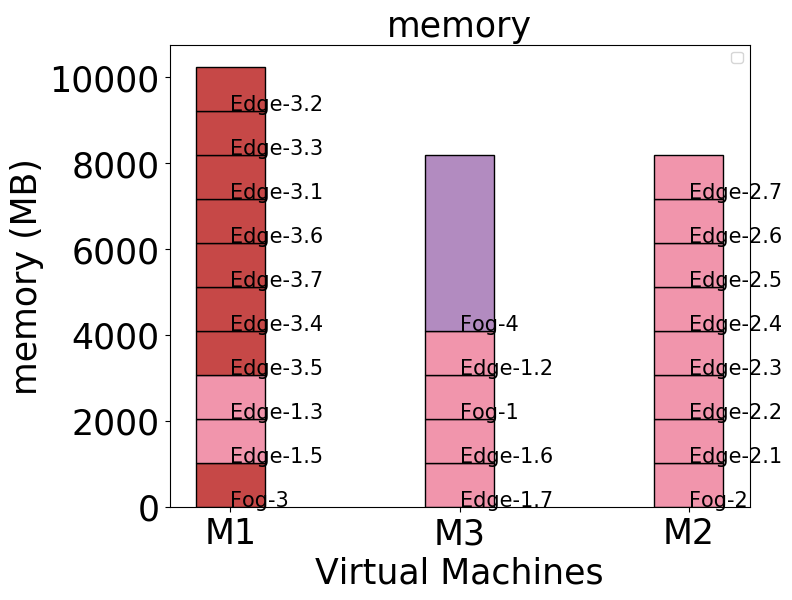 memory
10000
8000
6000
4000
2000
0
memory (MB)
Edge-3.2
Edge-3.3
Edge-3.1
Edge-3.6
Edge-3.7
Edge-3.4
Edge-3.5
Edge-1.3
Edge-1.5
Fog-3
Fog-4
Edge-1.2
Fog-1
Edge-1.6
Edge-1.7
Edge-2.7
Edge-2.6
Edge-2.5
Edge-2.4
Edge-2.3
Edge-2.2
Edge-2.1
Fog-2
M1
M3
M2
Virtual Machines